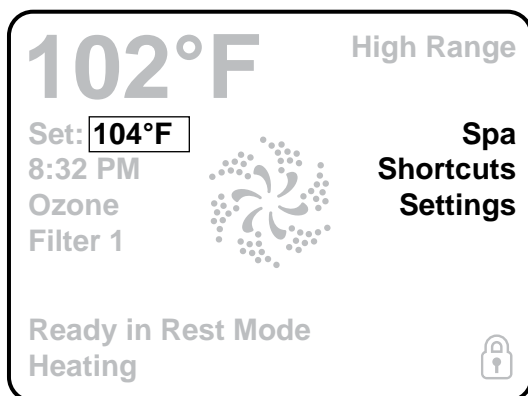 102°F
High Range
Set: 104°F
8:32 PM
Ozone
Filter 1
Spa
Shortcuts
Settings
Ready in Rest Mode
Heating